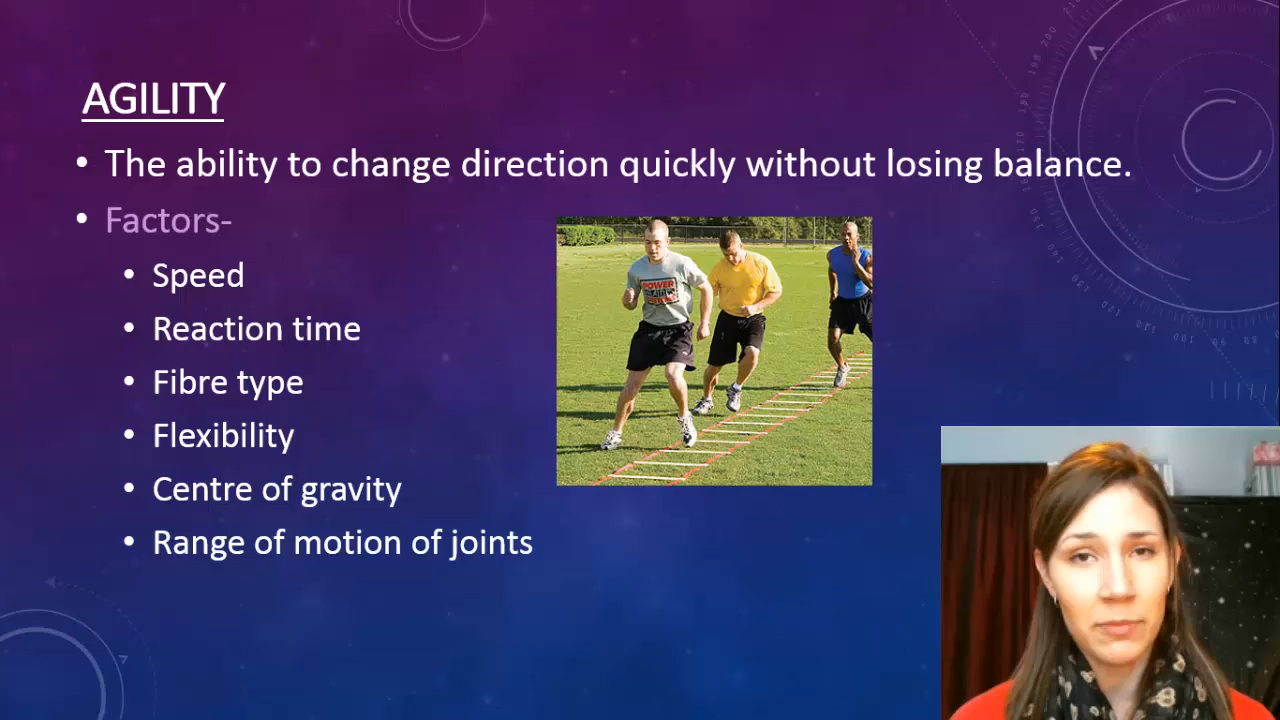 AGILITY
• The ability to change direction quickly without losing balance.
• Factors-
• Speed
• Reaction time
• Fibre type
• Flexibility
• Centre of gravity
• Range of motion of joints
POWER